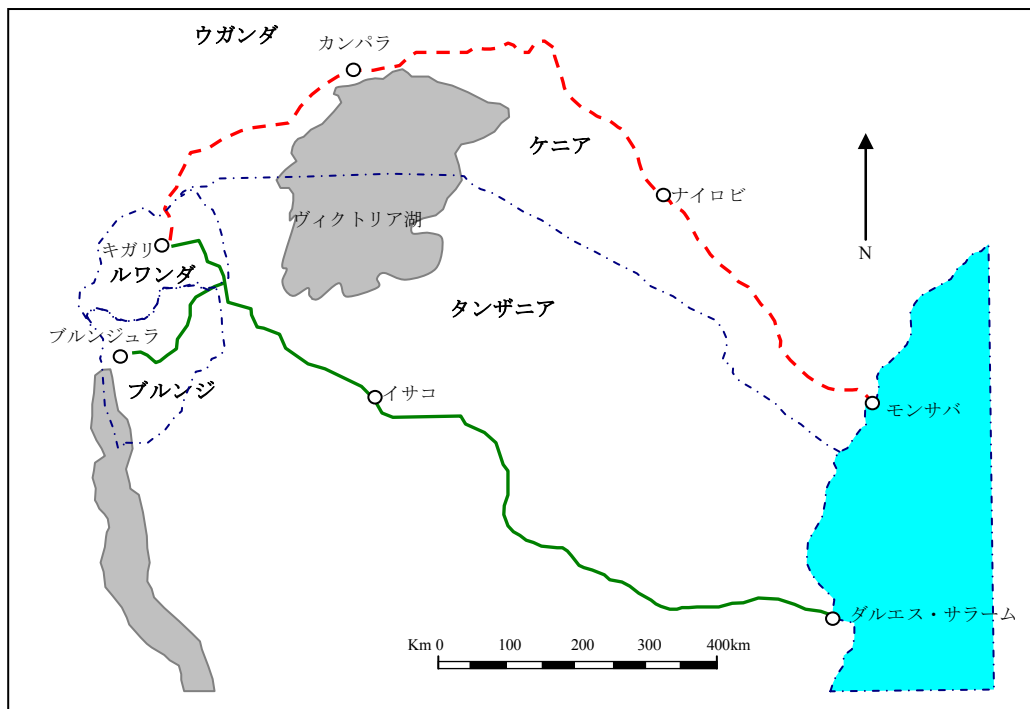 ウガンダ
カンパラ
ケニア
ナイロビ
ヴィクトリア湖
N
キガリ
ルワンダ
タンザニア
ブルンジュラ
ブルンジ
イサコ
モンサバ
ダルエス・サラーム
Km 0 100 200 300 400km